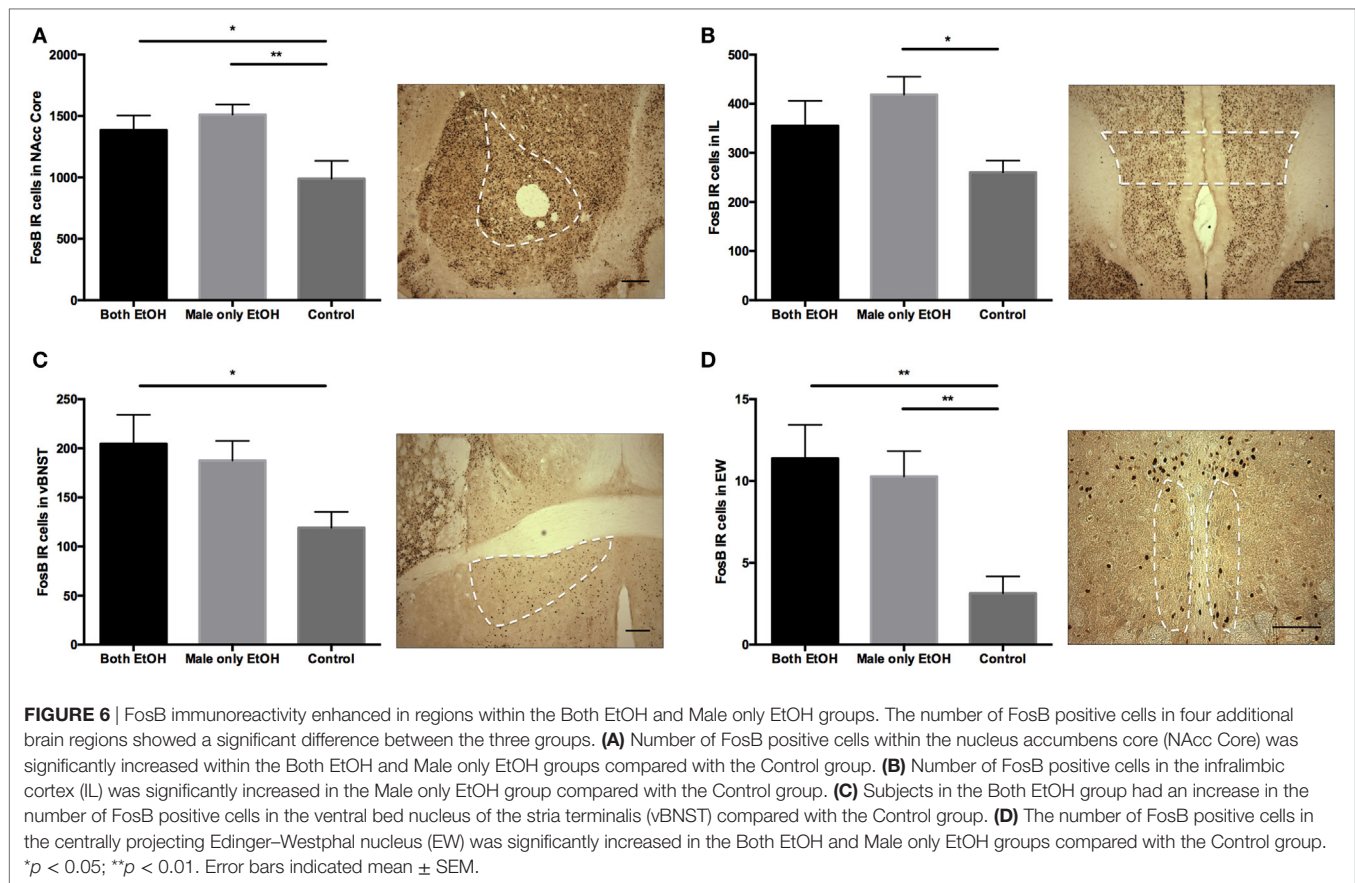 A
*
**
2000
1500
1000
500
0
FosB IR cells in NAcc Core
Both EtOH
Male only EtOH
Control
B
*
500
400
300
200
100
0
FosB IR cells in IL
Both EtOH
Male only EtOH
Control
C
*
250
200
150
100
50
0
FosB IR cells in vBNST
Both EtOH
Male only EtOH
Control
D
**
**
15
10
5
0
FosB IR cells in EW
Both EtOH
Male only EtOH
Control
FIGURE 6 | FosB immunoreactivity enhanced in regions within the Both EtOH and Male only EtOH groups. The number of FosB positive cells in four additional
brain regions showed a significant difference between the three groups. (A) Number of FosB positive cells within the nucleus accumbens core (NAcc Core) was
significantly increased within the Both EtOH and Male only EtOH groups compared with the Control group. (B) Number of FosB positive cells in the infralimbic
cortex (IL) was significantly increased in the Male only EtOH group compared with the Control group. (C) Subjects in the Both EtOH group had an increase in the
number of FosB positive cells in the ventral bed nucleus of the stria terminalis (vBNST) compared with the Control group. (D) The number of FosB positive cells in
the centrally projecting Edinger–Westphal nucleus (EW) was significantly increased in the Both EtOH and Male only EtOH groups compared with the Control group.
*p < 0.05; **p < 0.01. Error bars indicated mean ± SEM.